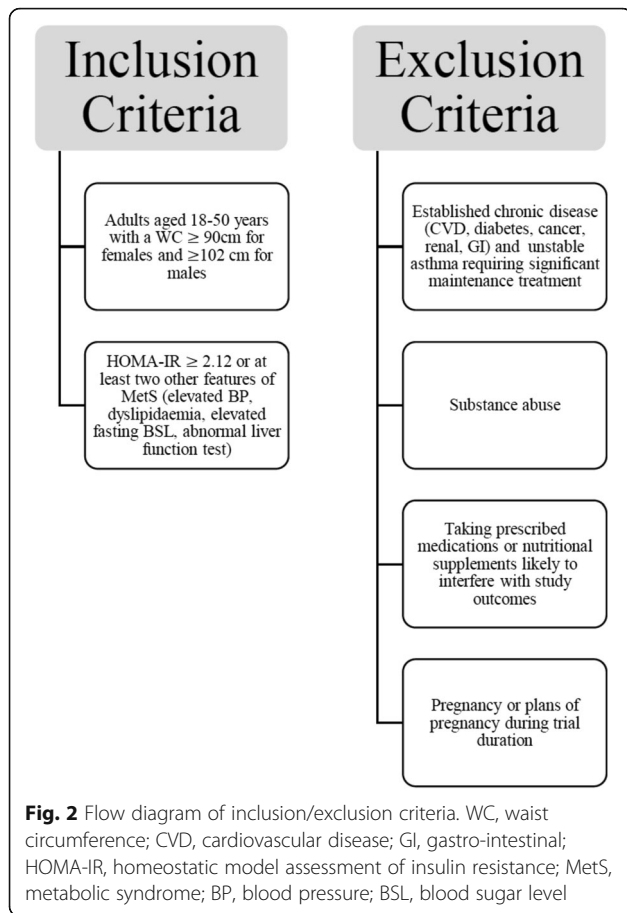 Inclusion
Criteria
Adults aged 18-50 years
with a WC ≥ 90cm for
females and ≥102 cm for
males
HOMA-IR ≥ 2.12 or at
least two other features of
MetS (elevated BP,
dyslipidaemia, elevated
fasting BSL, abnormal liver
function test)
Exclusion
Criteria
Established chronic disease
(CVD, diabetes, cancer,
renal, GI) and unstable
asthma requiring significant
maintenance treatment
Substance abuse
Taking prescribed
medications or nutritional
supplements likely to
interfere with study
outcomes
Pregnancy or plans of
pregnancy during trial
duration
Fig. 2 Flow diagram of inclusion/exclusion criteria. WC, waist
circumference; CVD, cardiovascular disease; GI, gastro-intestinal;
HOMA-IR, homeostatic model assessment of insulin resistance; MetS,
metabolic syndrome; BP, blood pressure; BSL, blood sugar level